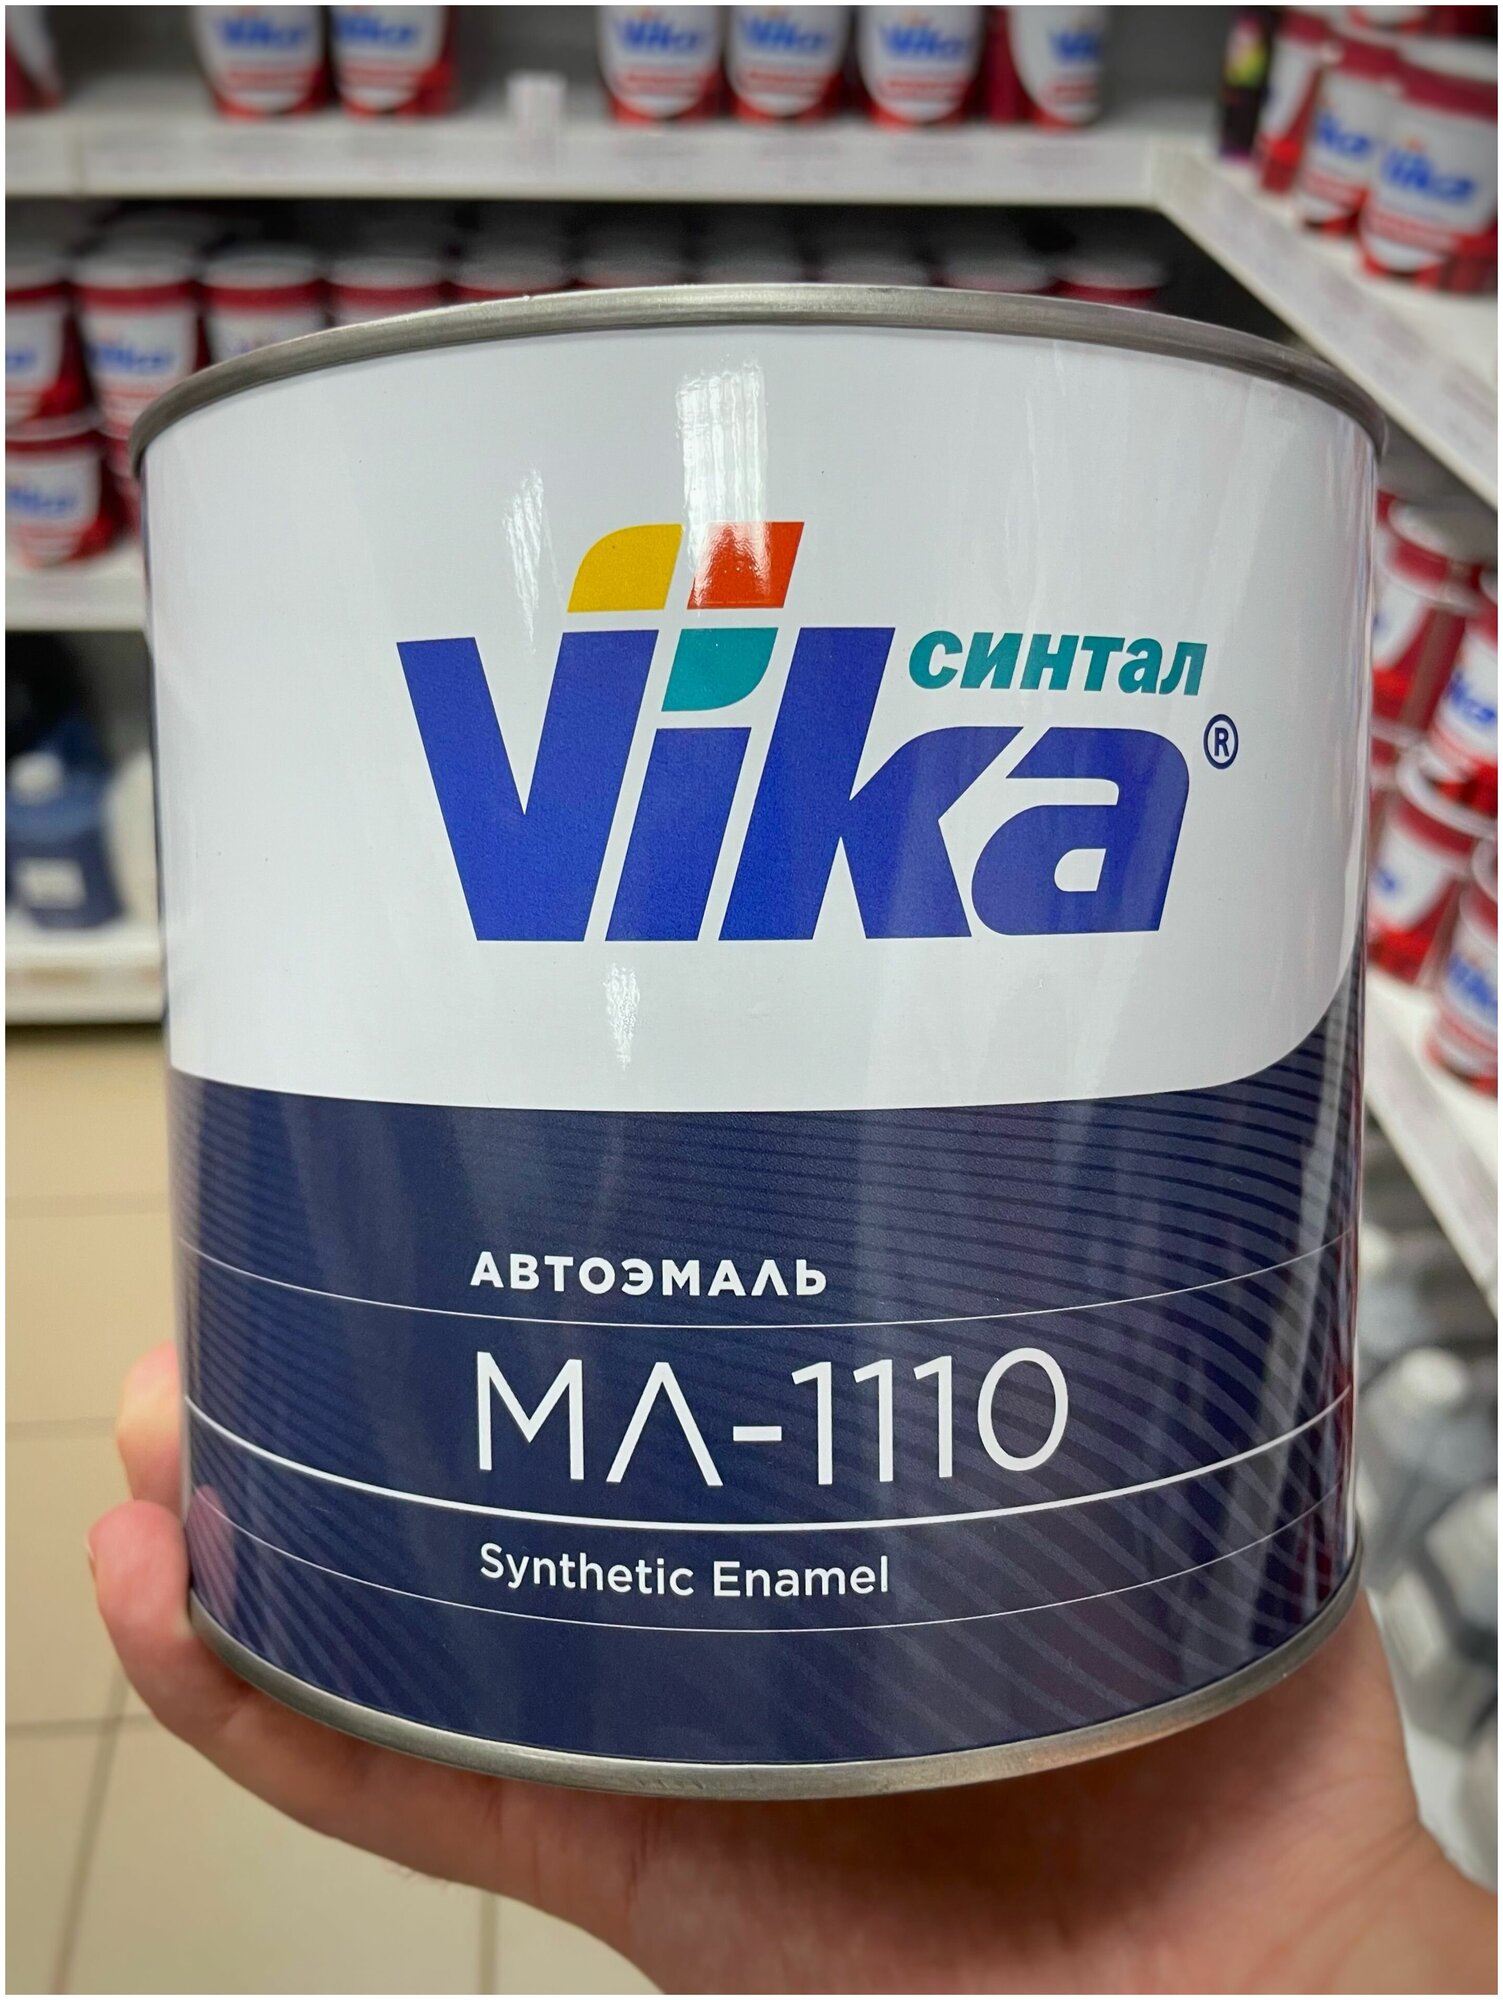 синтал
Vika®
АВТОЭМАЛЬ
МЛ-1110
Synthetic Enamel